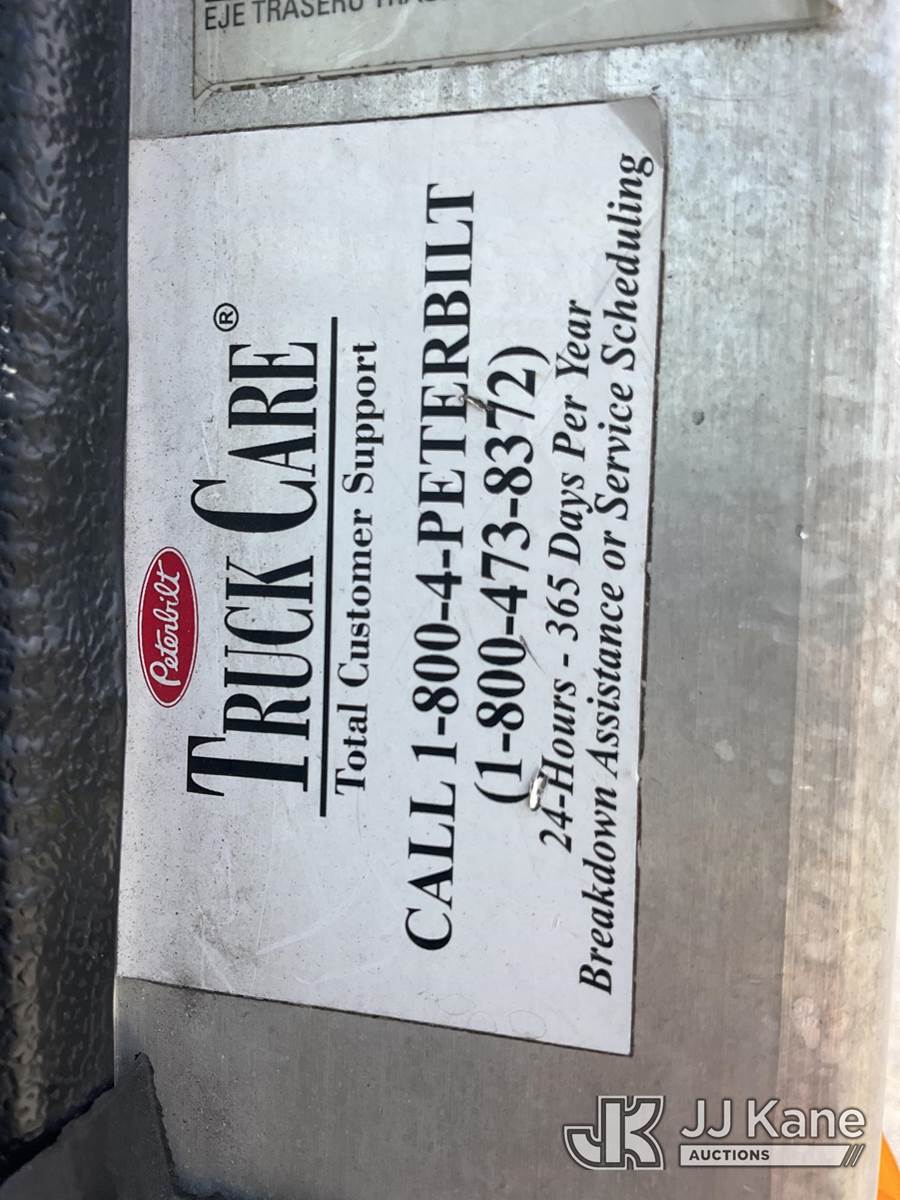 EJE TRASERO
Peterbilt
TRUCK CARE®
Total Customer Support
CALL 1-800-4-PETERBILT
(1-800-473-8372)
24-Hours - 365 Days Per Year
Breakdown Assistance or Service Scheduling
JK JJ Kane
AUCTIONS